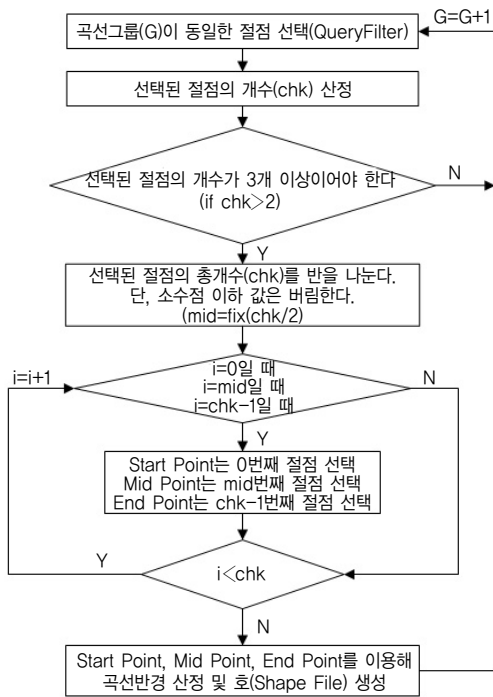 G=G+1
곡선그룹(G)이 동일한 절점 선택(QueryFilter)
선택된 절점의 개수(chk) 산정
선택된 절점의 개수가 3개 이상이어야 한다
(if chk>2)
N
Y
선택된 절점의 총개수(chk)를 반을 나눈다.
단, 소수점 이하 값은 버림한다.
(mid=fix(chk/2)
i=i+1
i=0일 때
i=mid일 때
i=chk-1일 때
N
Y
Start Point는 0번째 절점 선택
Mid Point는 mid번째 절점 선택
End Point는 chk-1번째 절점 선택
Y
i<chk
N
Start Point, Mid Point, End Point를 이용해
곡선반경 산정 및 호(Shape File) 생성